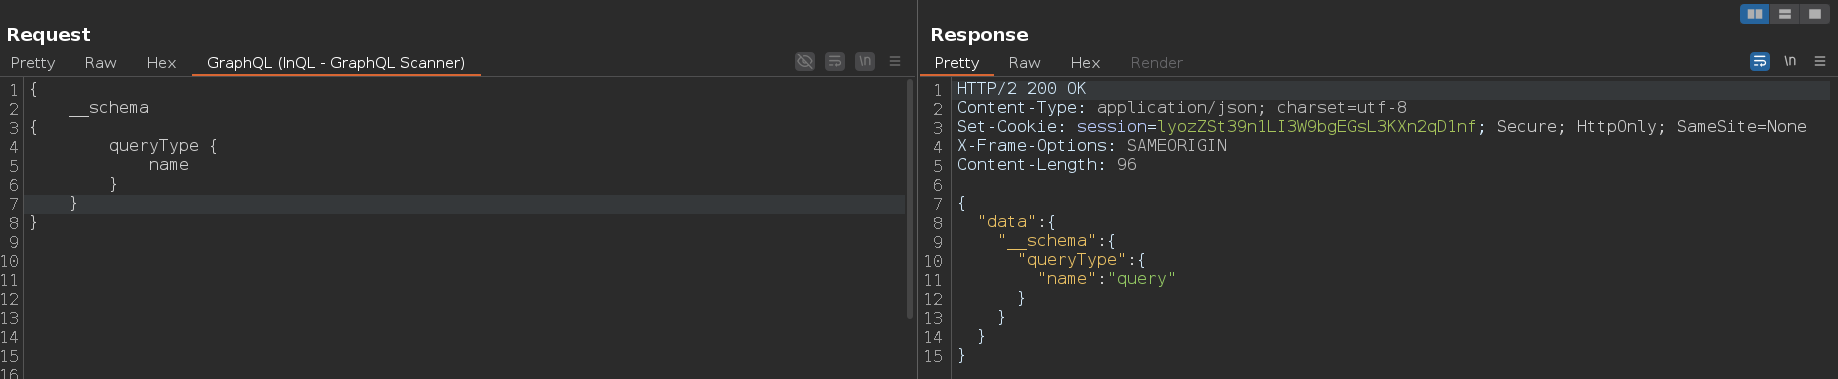 Request
Pretty Raw Hex GraphQL (InQL - GraphQL Scanner) \n
1 {
2 __schema
3 {
4 queryType {
5 name
6 }
7 }
8 }
9
10
11
12
13
14
15
16
Response
Pretty Raw Hex Render \n
1 HTTP/2 200 OK
2 Content-Type: application/json; charset=utf-8
3 Set-Cookie: session=lyozZSt39n1LI3W9bgEGsL3KXn2qD1nf; Secure; HttpOnly; SameSite=None
4 X-Frame-Options: SAMEORIGIN
5 Content-Length: 96
6
7 {
8 "data":{
9 "__schema":{
10 "queryType":{
11 "name":"query"
12 }
13 }
14 }
15 }